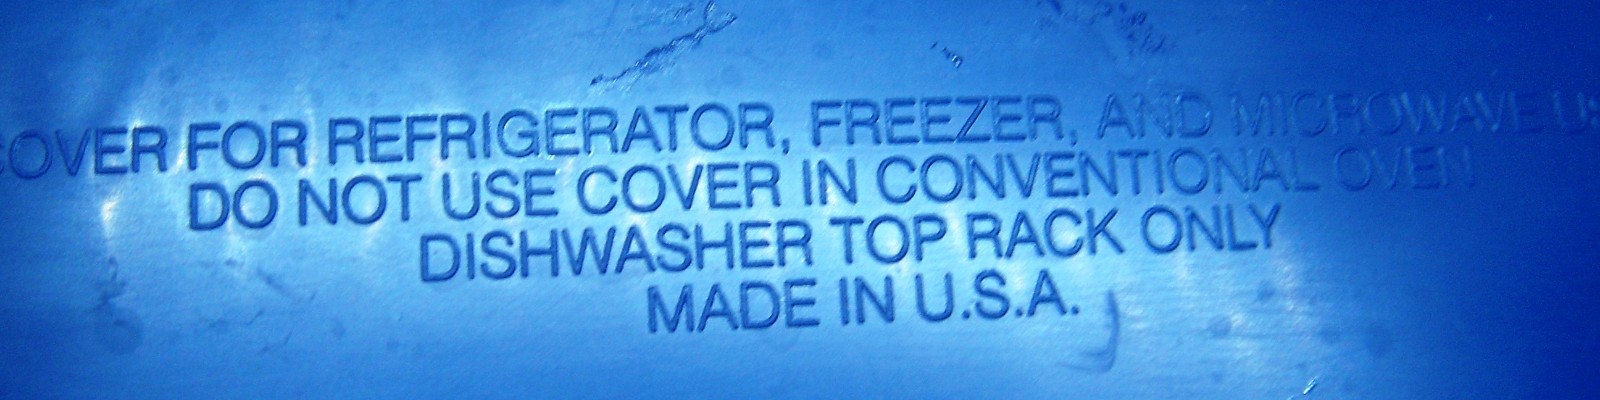 COVER FOR REFRIGERATOR, FREEZER, AND MICROWAVE
DO NOT USE COVER IN CONVENTIONAL OVEN
DISHWASHER TOP RACK ONLY
MADE IN U.S.A.